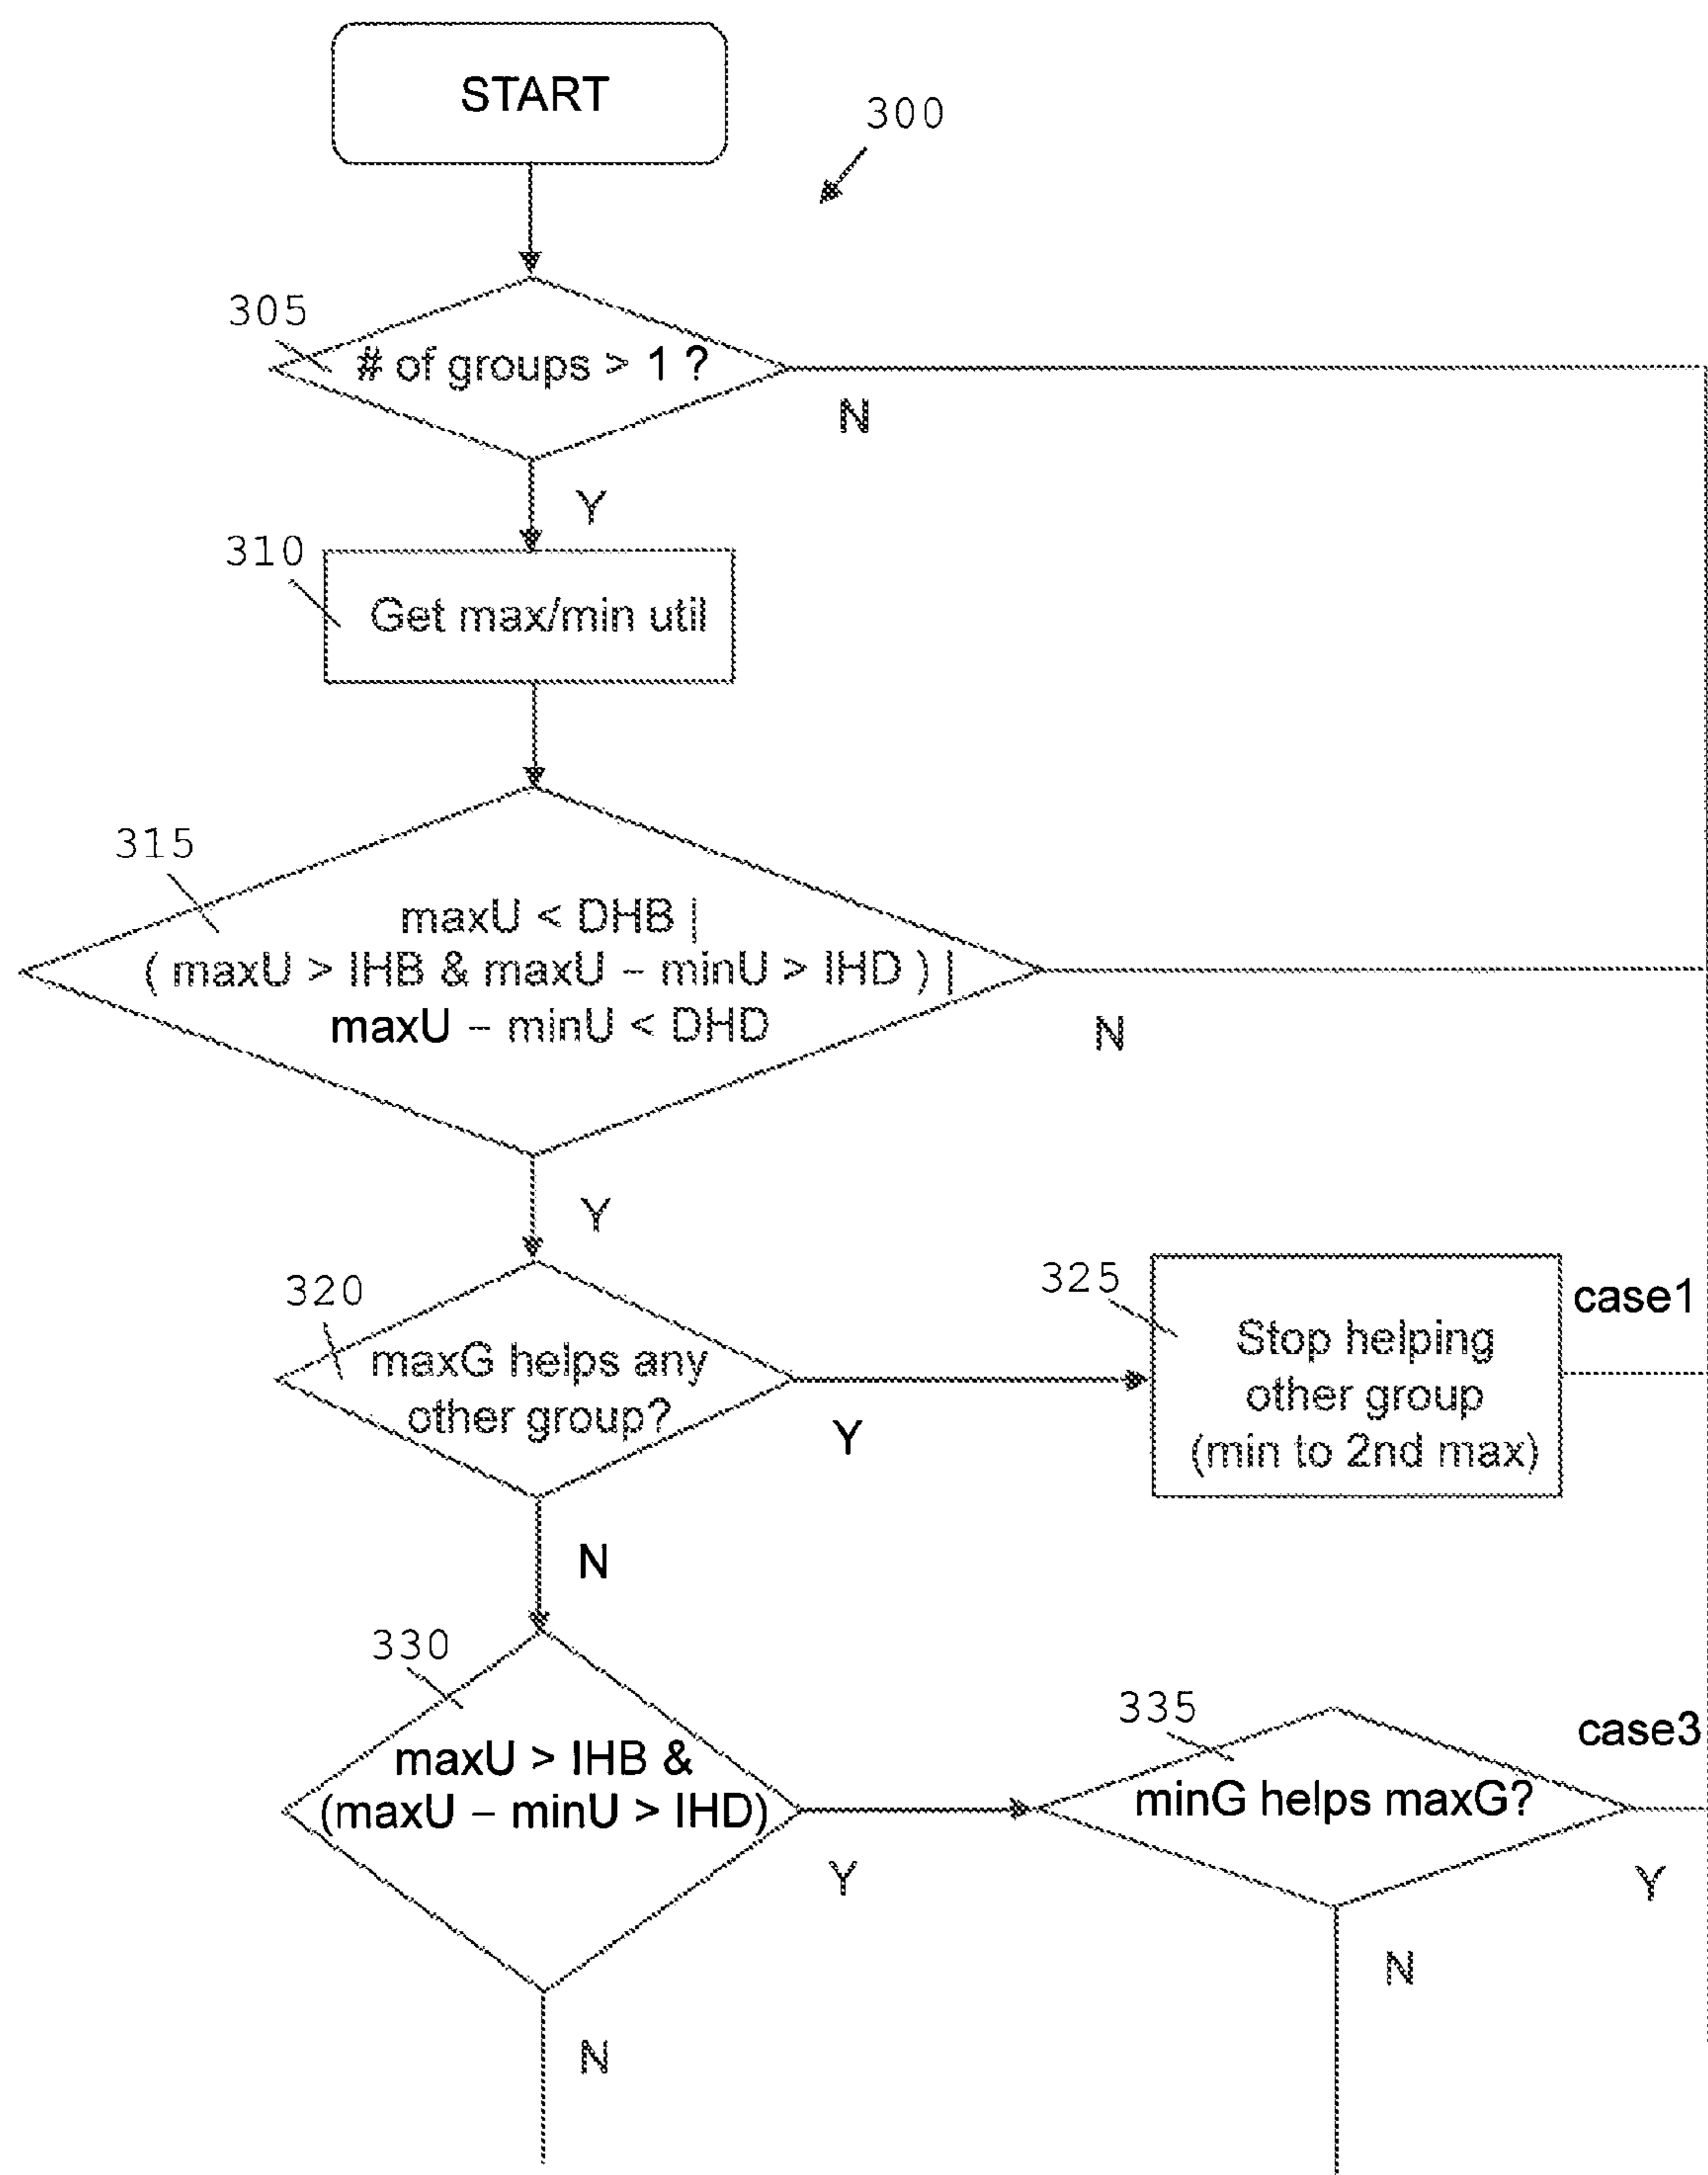 START
300
305
# of groups > 1 ?
N
Y
310
Get max/min util
315
maxU < DHB |
( maxU > IHB & maxU – minU > IHD ) |
maxU – minU < DHD
N
Y
320
maxG helps any
other group?
Y
325
Stop helping
other group
(min to 2nd max)
case1
N
330
maxU > IHB &
(maxU – minU > IHD)
Y
335
minG helps maxG?
case3
Y
N
N